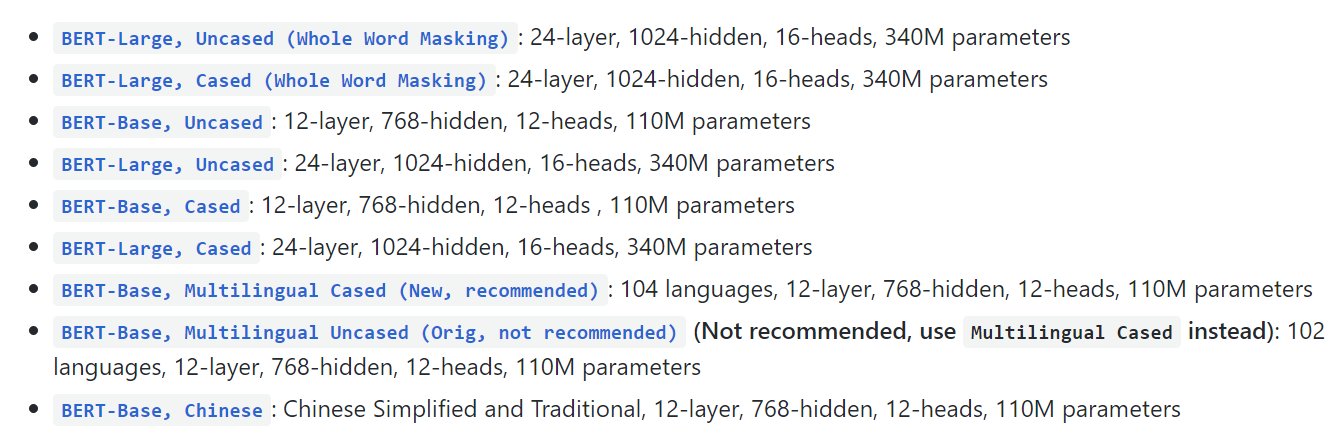 BERT-Large, Uncased (Whole Word Masking): 24-layer, 1024-hidden, 16-heads, 340M parameters
BERT-Large, Cased (Whole Word Masking): 24-layer, 1024-hidden, 16-heads, 340M parameters
BERT-Base, Uncased: 12-layer, 768-hidden, 12-heads, 110M parameters
BERT-Large, Uncased: 24-layer, 1024-hidden, 16-heads, 340M parameters
BERT-Base, Cased: 12-layer, 768-hidden, 12-heads , 110M parameters
BERT-Large, Cased: 24-layer, 1024-hidden, 16-heads, 340M parameters
BERT-Base, Multilingual Cased (New, recommended): 104 languages, 12-layer, 768-hidden, 12-heads, 110M parameters
BERT-Base, Multilingual Uncased (Orig, not recommended) (Not recommended, use Multilingual Cased instead): 102
languages, 12-layer, 768-hidden, 12-heads, 110M parameters
BERT-Base, Chinese: Chinese Simplified and Traditional, 12-layer, 768-hidden, 12-heads, 110M parameters